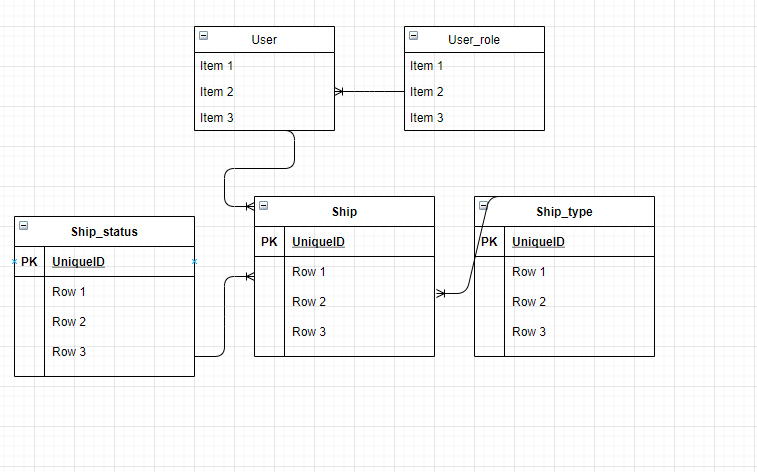 User
Item 1
Item 2
Item 3
User_role
Item 1
Item 2
Item 3
Ship_status
PK UniqueID
Row 1
Row 2
Row 3
Ship
PK UniqueID
Row 1
Row 2
Row 3
Ship_type
PK UniqueID
Row 1
Row 2
Row 3